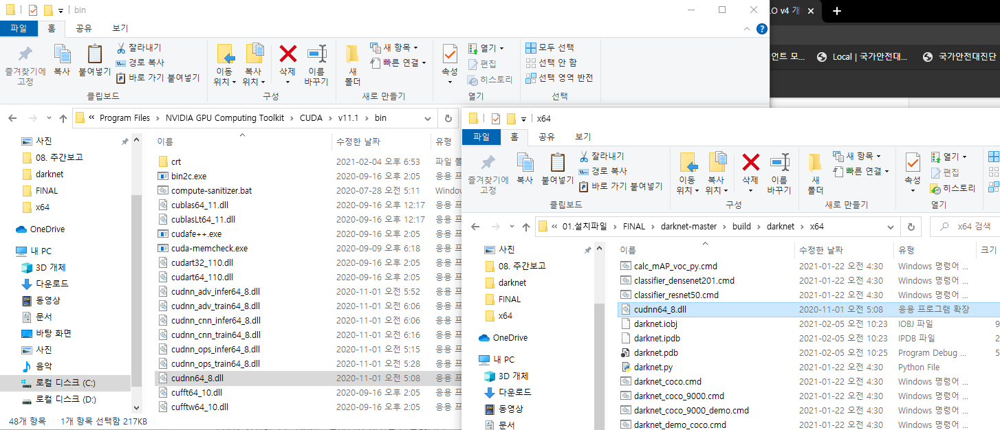 bin
파일 홈 공유 보기
즐겨찾기에 고정
복사
붙여넣기
잘라내기
경로 복사
바로 가기 붙여넣기
클립보드
이동 위치
복사 위치
삭제
이름 바꾸기
구성
새 폴더
새 항목
빠른 연결
새로 만들기
속성
열기
편집
히스토리
열기
모두 선택
선택 안 함
선택 영역 반전
선택
« Program Files > NVIDIA GPU Computing Toolkit > CUDA > v11.1 > bin
사진
08. 주간보고
darknet
FINAL
x64
OneDrive
내 PC
3D 개체
다운로드
동영상
문서
바탕 화면
사진
음악
로컬 디스크 (C:)
로컬 디스크 (D:)
이름 수정한 날짜 유형
crt 2021-02-04 오후 6:53 파일 폴
bin2c.exe 2020-09-16 오후 2:05 응용 프
compute-sanitizer.bat 2020-07-28 오전 5:11 Window
cublas64_11.dll 2020-09-16 오후 12:17 응용 프
cublasLt64_11.dll 2020-09-16 오후 12:17 응용 프
cudafe++.exe 2020-09-16 오후 2:05 응용 프
cuda-memcheck.exe 2020-09-09 오후 6:18 응용 프
cudart32_110.dll 2020-09-16 오후 2:05 응용 프
cudart64_110.dll 2020-09-16 오후 2:05 응용 프
cudnn_adv_infer64_8.dll 2020-11-01 오전 5:52 응용 프
cudnn_adv_train64_8.dll 2020-11-01 오전 6:06 응용 프
cudnn_cnn_infer64_8.dll 2020-11-01 오전 6:06 응용 프
cudnn_cnn_train64_8.dll 2020-11-01 오전 6:16 응용 프
cudnn_ops_infer64_8.dll 2020-11-01 오전 5:15 응용 프
cudnn_ops_train64_8.dll 2020-11-01 오전 5:28 응용 프
cudnn64_8.dll 2020-11-01 오전 5:08 응용 프
cufft64_10.dll 2020-09-16 오후 2:05 응용 프
cufftw64_10.dll 2020-09-16 오후 2:05 응용 프
48개 항목 1개 항목 선택함 217KB
O v4 개
언트 모... Local | 국가안전대... 국가안전대진단
x64
파일 홈 공유 보기
즐겨찾기에 고정
복사
붙여넣기
잘라내기
경로 복사
바로 가기 붙여넣기
클립보드
이동 위치
복사 위치
삭제
이름 바꾸기
구성
새 폴더
새 항목
빠른 연결
새로 만들기
속성
열기
편집
히스토리
열기
« 01.설치파일 > FINAL > darknet-master > build > darknet > x64
x64 검색
사진
08. 주간보고
darknet
FINAL
x64
OneDrive
내 PC
3D 개체
다운로드
동영상
문서
이름 수정한 날짜 유형 크기
calc_mAP_voc_py.cmd 2021-01-22 오전 4:30 Windows 명령어 ...
classifier_densenet201.cmd 2021-01-22 오전 4:30 Windows 명령어 ...
classifier_resnet50.cmd 2021-01-22 오전 4:30 Windows 명령어 ...
cudnn64_8.dll 2020-11-01 오전 5:08 응용 프로그램 확장
darknet.iobj 2021-02-05 오전 10:23 IOBJ 파일 9
darknet.ipdb 2021-02-05 오전 10:23 IPDB 파일 2
darknet.pdb 2021-02-05 오전 10:25 Program Debug ... 5
darknet.py 2021-01-22 오전 4:30 Python File
darknet_coco.cmd 2021-01-22 오전 4:30 Windows 명령어 ...
darknet_coco_9000.cmd 2021-01-22 오전 4:30 Windows 명령어 ...
darknet_coco_9000_demo.cmd 2021-01-22 오전 4:30 Windows 명령어 ...
darknet_demo_coco.cmd 2021-01-22 오전 4:30 Windows 명령어 ...